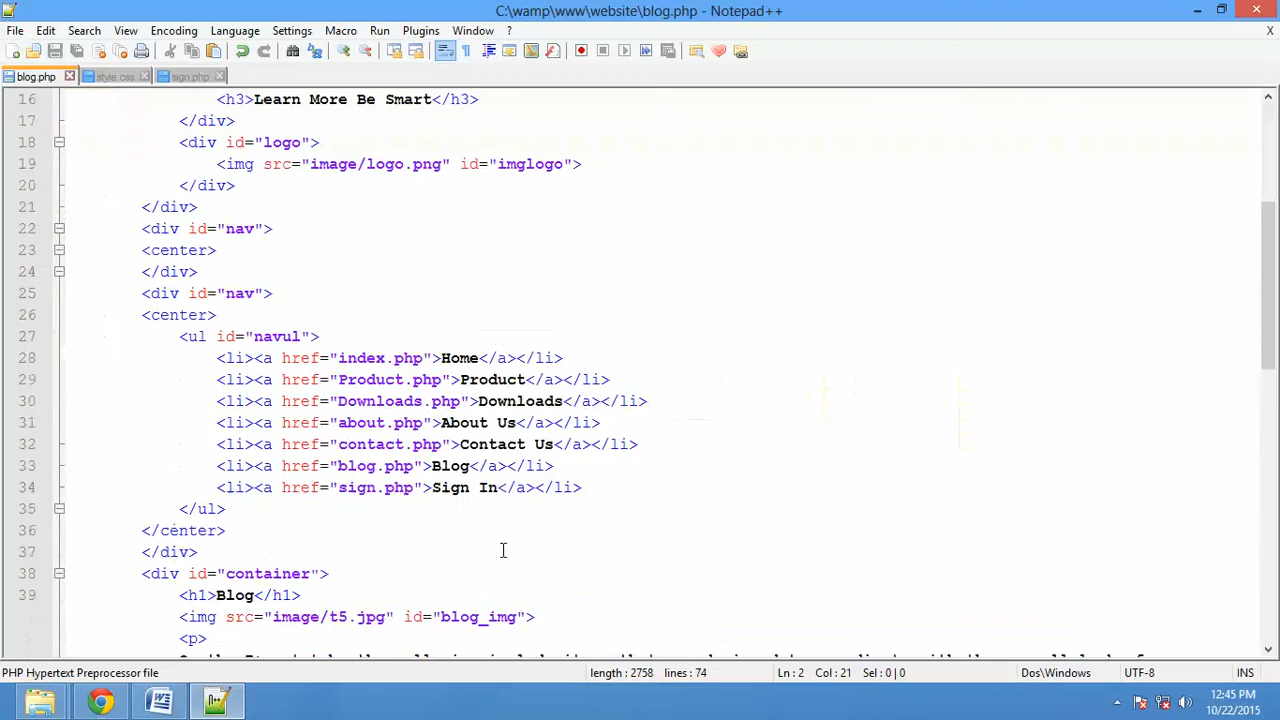 C:\wamp\www\website\blog.php - Notepad++
File Edit Search View Encoding Language Settings Macro Run Plugins Window ? X
blog.php style css sign.php
16 <h3>Learn More Be Smart</h3>
17 </div>
18 <div id="logo">
19 <img src="image/logo.png" id="imglogo">
20 </div>
21 </div>
22 <div id="nav">
23 <center>
24 </div>
25 <div id="nav">
26 <center>
27 <ul id="navul">
28 <li><a href="index.php">Home</a></li>
29 <li><a href="Product.php">Product</a></li>
30 <li><a href="Downloads.php">Downloads</a></li>
31 <li><a href="about.php">About Us</a></li>
32 <li><a href="contact.php">Contact Us</a></li>
33 <li><a href="blog.php">Blog</a></li>
34 <li><a href="sign.php">Sign In</a></li>
35 </ul>
36 </center>
37 </div>
38 <div id="container">
39 <h1>Blog</h1>
<img src="image/t5.jpg" id="blog_img">
<p>
PHP Hypertext Preprocessor file length : 2758 lines : 74 Ln : 2 Col : 21 Sel : 0 | 0 Dos\Windows UTF-8 INS
12:45 PM
10/22/2015